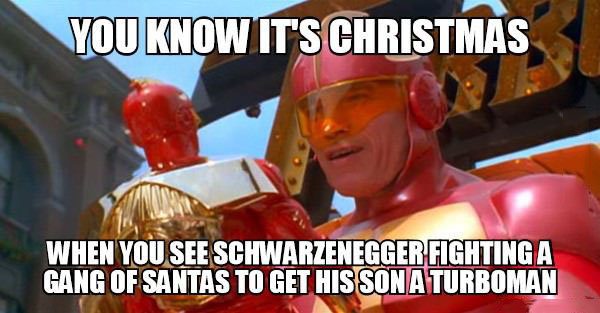 YOU KNOW IT'S CHRISTMAS
WHEN YOU SEE SCHWARZENEGGER FIGHTING A
GANG OF SANTAS TO GET HIS SON A TURBOMAN